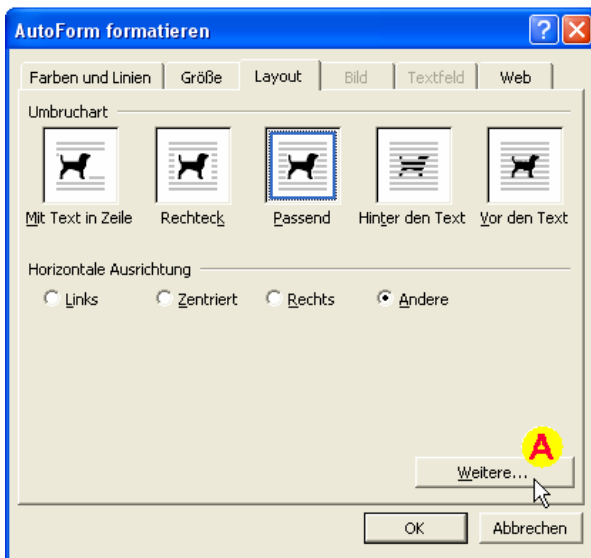 AutoForm formatieren
Farben und Linien Größe Layout Bild Textfeld Web
Umbruchart
Mit Text in Zeile Rechteck Passend Hinter den Text Vor den Text
Horizontale Ausrichtung
Links Zentriert Rechts Andere
A
Weitere...
OK Abbrechen